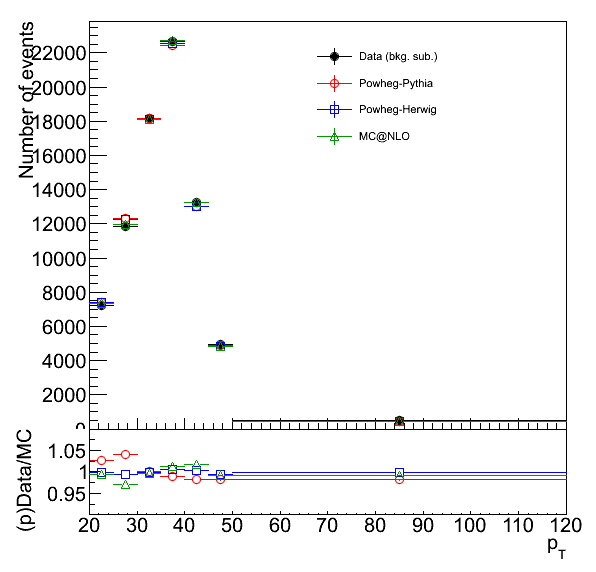 Number of events
22000
20000
18000
16000
14000
12000
10000
8000
6000
4000
2000
0
Data (bkg. sub.)
Powheg-Pythia
Powheg-Herwig
MC@NLO
(p)Data/MC
1.05
1
0.95
20 30 40 50 60 70 80 90 100 110 120
p_T